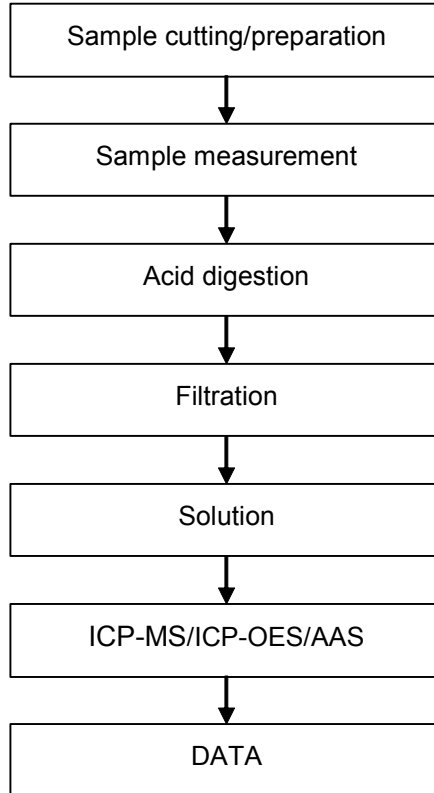 Sample cutting/preparation
Sample measurement
Acid digestion
Filtration
Solution
ICP-MS/ICP-OES/AAS
DATA